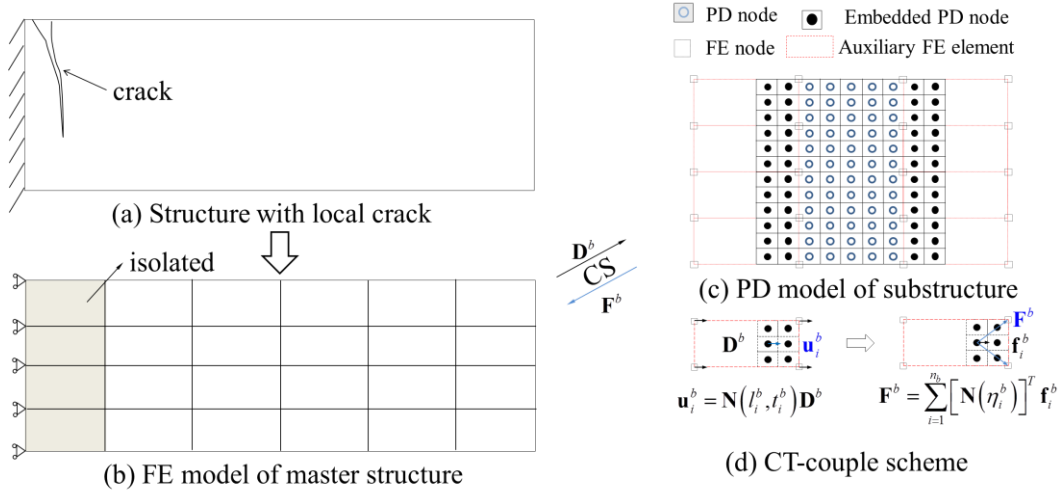 crack
(a) Structure with local crack
isolated
(b) FE model of master structure
D^b
CS
F^b
PD node
Embedded PD node
FE node
Auxiliary FE element
(c) PD model of substructure
D^b
u_i^b
F^b
f_i^b
u_i^b = N(l_i^b, t_i^b)D^b
F^b = ∑_{i=1}^{n_b} [N(η_i^b)]^T f_i^b
(d) CT-couple scheme